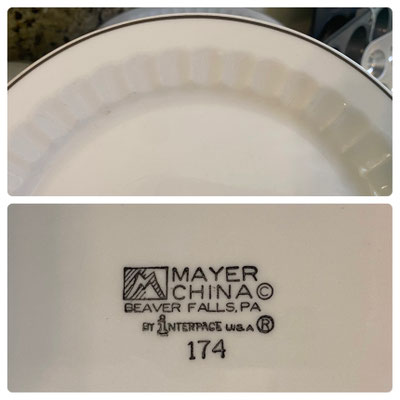 MAYER
CHINA©
BEAVER FALLS, PA
BY INTERPACE U.S.A ®
174